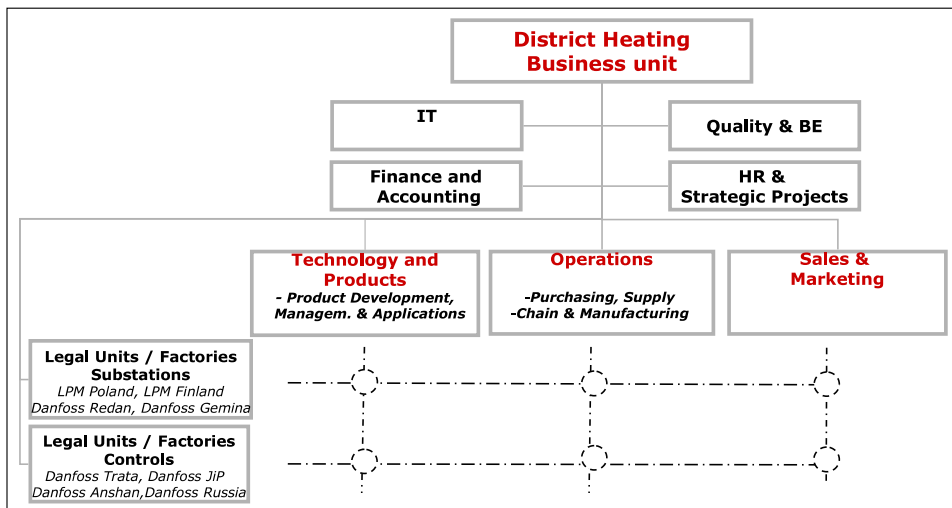 District Heating
Business unit
IT
Quality & BE
Finance and
Accounting
HR &
Strategic Projects
Technology and
Products
- Product Development,
Managem. & Applications
Operations
-Purchasing, Supply
-Chain & Manufacturing
Sales &
Marketing
Legal Units / Factories
Substations
LPM Poland, LPM Finland
Danfoss Redan, Danfoss Gemina
Legal Units / Factories
Controls
Danfoss Trata, Danfoss JiP
Danfoss Anshan,Danfoss Russia